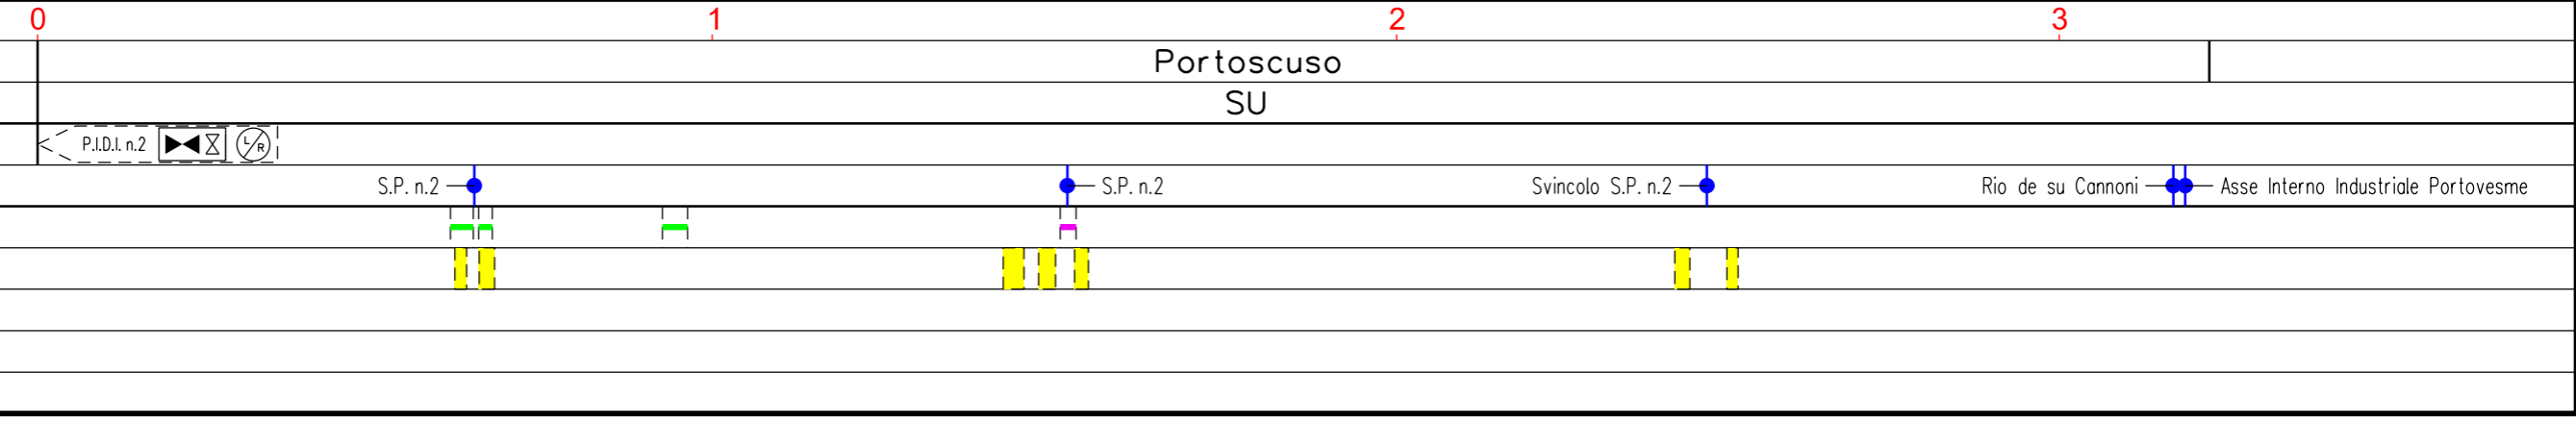 0 1 2 3
Portoscuso
SU
P.I.D.I. n.2 L/R
S.P. n.2 S.P. n.2 Svincolo S.P. n.2 Rio de su Cannoni Asse Interno Industriale Portovesme